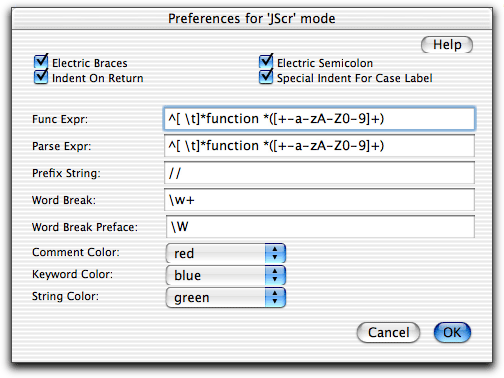 Preferences for 'JScr' mode
Help
Electric Braces
Electric Semicolon
Indent On Return
Special Indent For Case Label
Func Expr: ^[ \t]*function *([+-a-zA-Z0-9]+)
Parse Expr: ^[ \t]*function *([+-a-zA-Z0-9]+)
Prefix String: //
Word Break: \w+
Word Break Preface: \W
Comment Color: red
Keyword Color: blue
String Color: green
Cancel OK